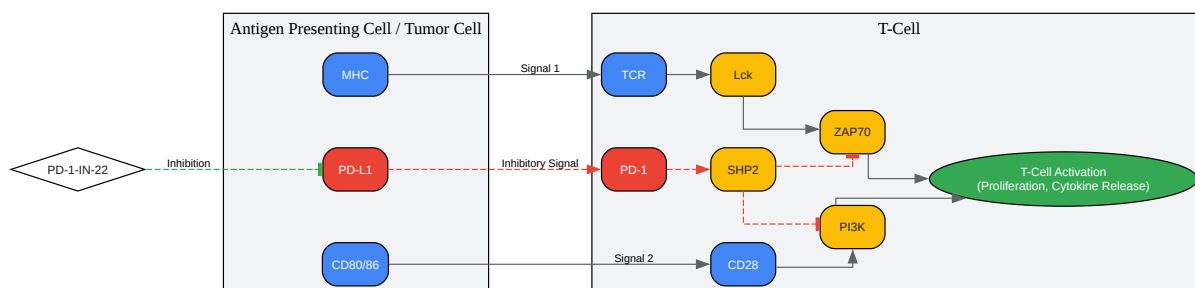 Antigen Presenting Cell / Tumor Cell
T-Cell
MHC
Signal 1
TCR
Lck
ZAP70
PD-1-IN-22
Inhibition
PD-L1
Inhibitory Signal
PD-1
SHP2
T-Cell Activation
(Proliferation, Cytokine Release)
PI3K
CD80/86
Signal 2
CD28